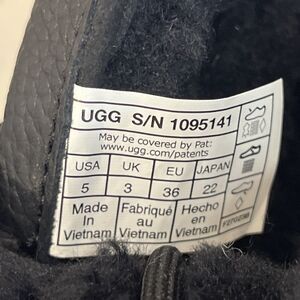 UGG S/N 1095141
May be covered by Pat:
www.ugg.com/patents
USA UK EU JAPAN
5 3 36 22
Made in Vietnam
Fabriqué au Vietnam
Hecho en Vietnam